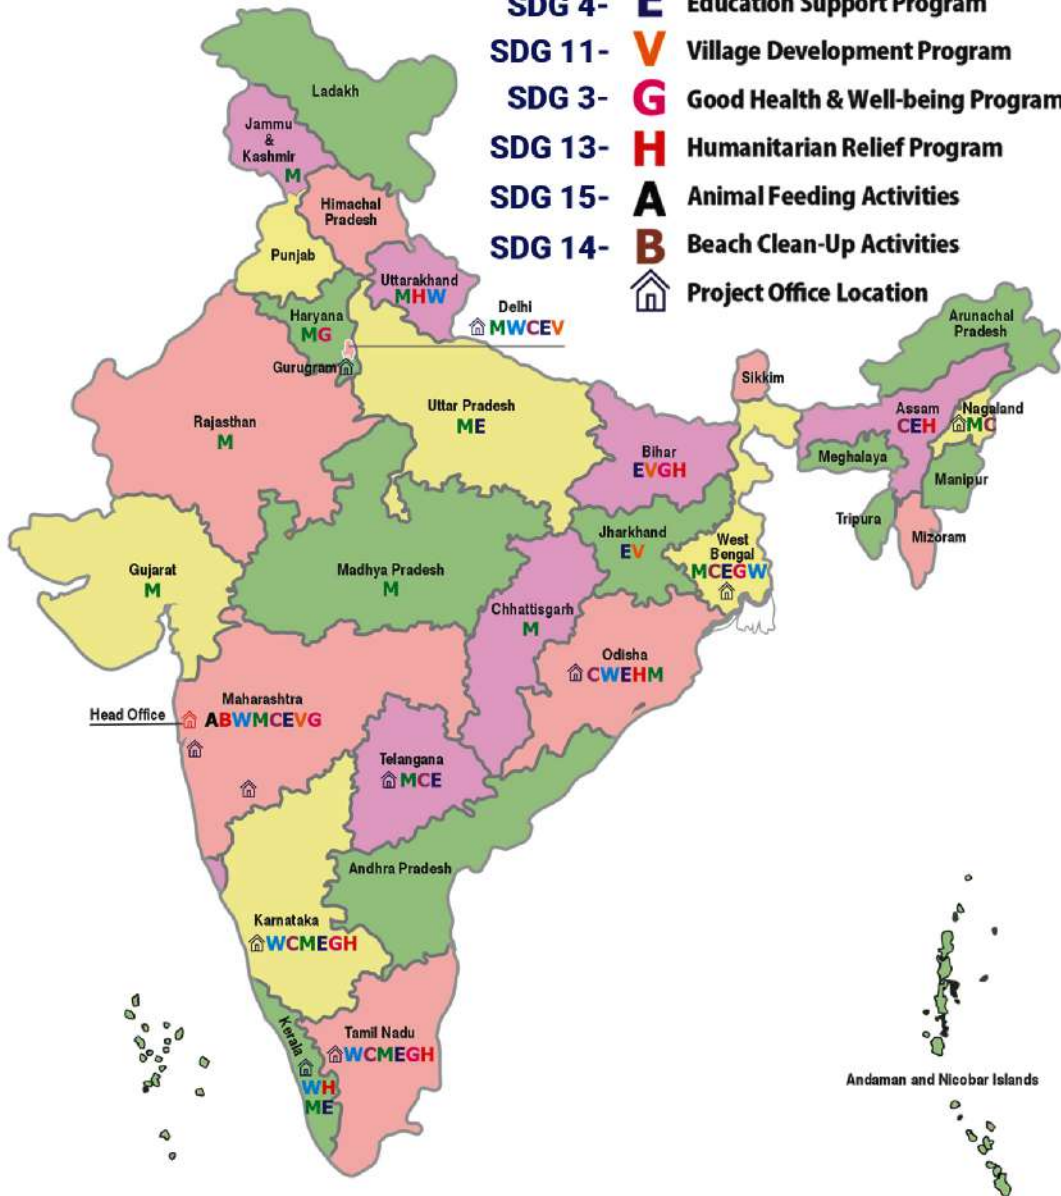 SDG 4- E Education Support Program
SDG 11- V Village Development Program
SDG 3- G Good Health & Well-being Program
SDG 13- H Humanitarian Relief Program
SDG 15- A Animal Feeding Activities
SDG 14- B Beach Clean-Up Activities
Project Office Location
Ladakh
Jammu
&
Kashmir
M
Himachal
Pradesh
Punjab
Uttarakhand
MHW
Delhi
MWCEV
Haryana
MG
Gurugram
Arunachal
Pradesh
Sikkim
Rajasthan
M
Uttar Pradesh
ME
Assam
CEH
Nagaland
MC
Bihar
EVGH
Meghalaya
Manipur
Tripura
Mizoram
Jharkhand
EV
West
Bengal
MCEGW
Gujarat
M
Madhya Pradesh
M
Chhattisgarh
M
Odisha
CWEHM
Maharashtra
Head Office
ABWMCEVG
Telangana
MCE
Andhra Pradesh
Karnataka
WCMEGH
Kerala
WH
ME
Tamil Nadu
WCMEGH
Andaman and Nicobar Islands